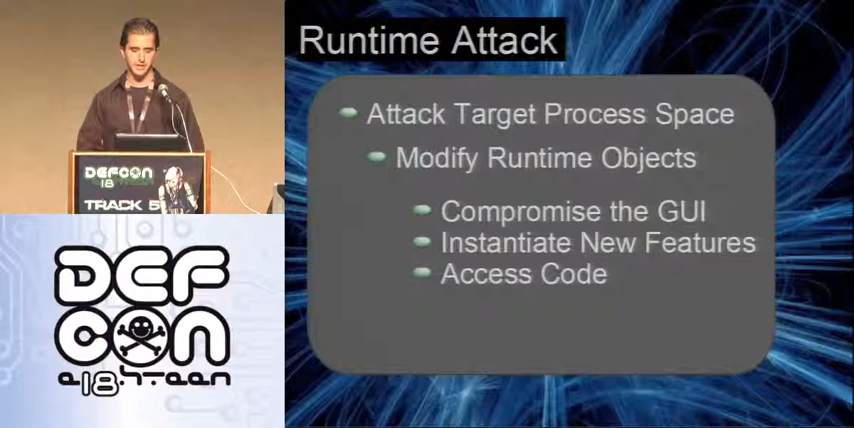 Runtime Attack
Attack Target Process Space
Modify Runtime Objects
Compromise the GUI
Instantiate New Features
Access Code
DEFCON
18
TRACK 5
DEF
CON
e18hteen